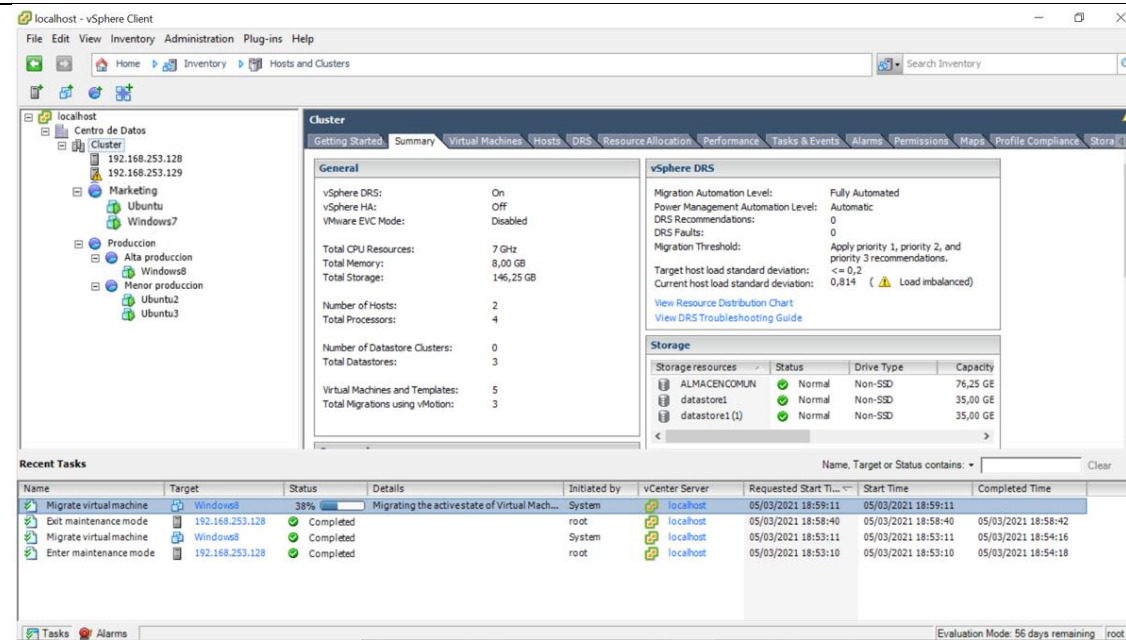 localhost - vSphere Client
File Edit View Inventory Administration Plug-ins Help
Home Inventory Hosts and Clusters
Search Inventory
localhost
Centro de Datos
Cluster
192.168.253.128
192.168.253.129
Marketing
Ubuntu
Windows7
Produccion
Alta produccion
Windows8
Menor produccion
Ubuntu2
Ubuntu3
Cluster
Getting Started Summary Virtual Machines Hosts DRS Resource Allocation Performance Tasks & Events Alarms Permissions Maps Profile Compliance Stora
General
vSphere DRS: On
vSphere HA: Off
VMware EVC Mode: Disabled
Total CPU Resources: 7 GHz
Total Memory: 8,00 GB
Total Storage: 146,25 GB
Number of Hosts: 2
Total Processors: 4
Number of Datastore Clusters: 0
Total Datastores: 3
Virtual Machines and Templates: 5
Total Migrations using vMotion: 3
vSphere DRS
Migration Automation Level: Fully Automated
Power Management Automation Level: Automatic
DRS Recommendations: 0
DRS Faults: 0
Migration Threshold: Apply priority 1, priority 2, and
priority 3 recommendations.
Target host load standard deviation: <= 0,2
Current host load standard deviation: 0,814 ( Load imbalanced)
View Resource Distribution Chart
View DRS Troubleshooting Guide
Storage
Storage resources Status Drive Type Capacity
ALMACENCOMUN Normal Non-SSD 76,25 GE
datastore1 Normal Non-SSD 35,00 GE
datastore1 (1) Normal Non-SSD 35,00 GE
Recent Tasks
Name, Target or Status contains: Clear
Name Target Status Details Initiated by vCenter Server Requested Start Ti... Start Time Completed Time
Migrate virtual machine Windows8 38% Migrating the active state of Virtual Mach... System localhost 05/03/2021 18:59:11 05/03/2021 18:59:11
Exit maintenance mode 192.168.253.128 Completed root localhost 05/03/2021 18:58:40 05/03/2021 18:58:40 05/03/2021 18:58:42
Migrate virtual machine Windows8 Completed System localhost 05/03/2021 18:53:11 05/03/2021 18:53:11 05/03/2021 18:54:16
Enter maintenance mode 192.168.253.128 Completed root localhost 05/03/2021 18:53:10 05/03/2021 18:53:10 05/03/2021 18:54:18
Tasks Alarms
Evaluation Mode: 56 days remaining root